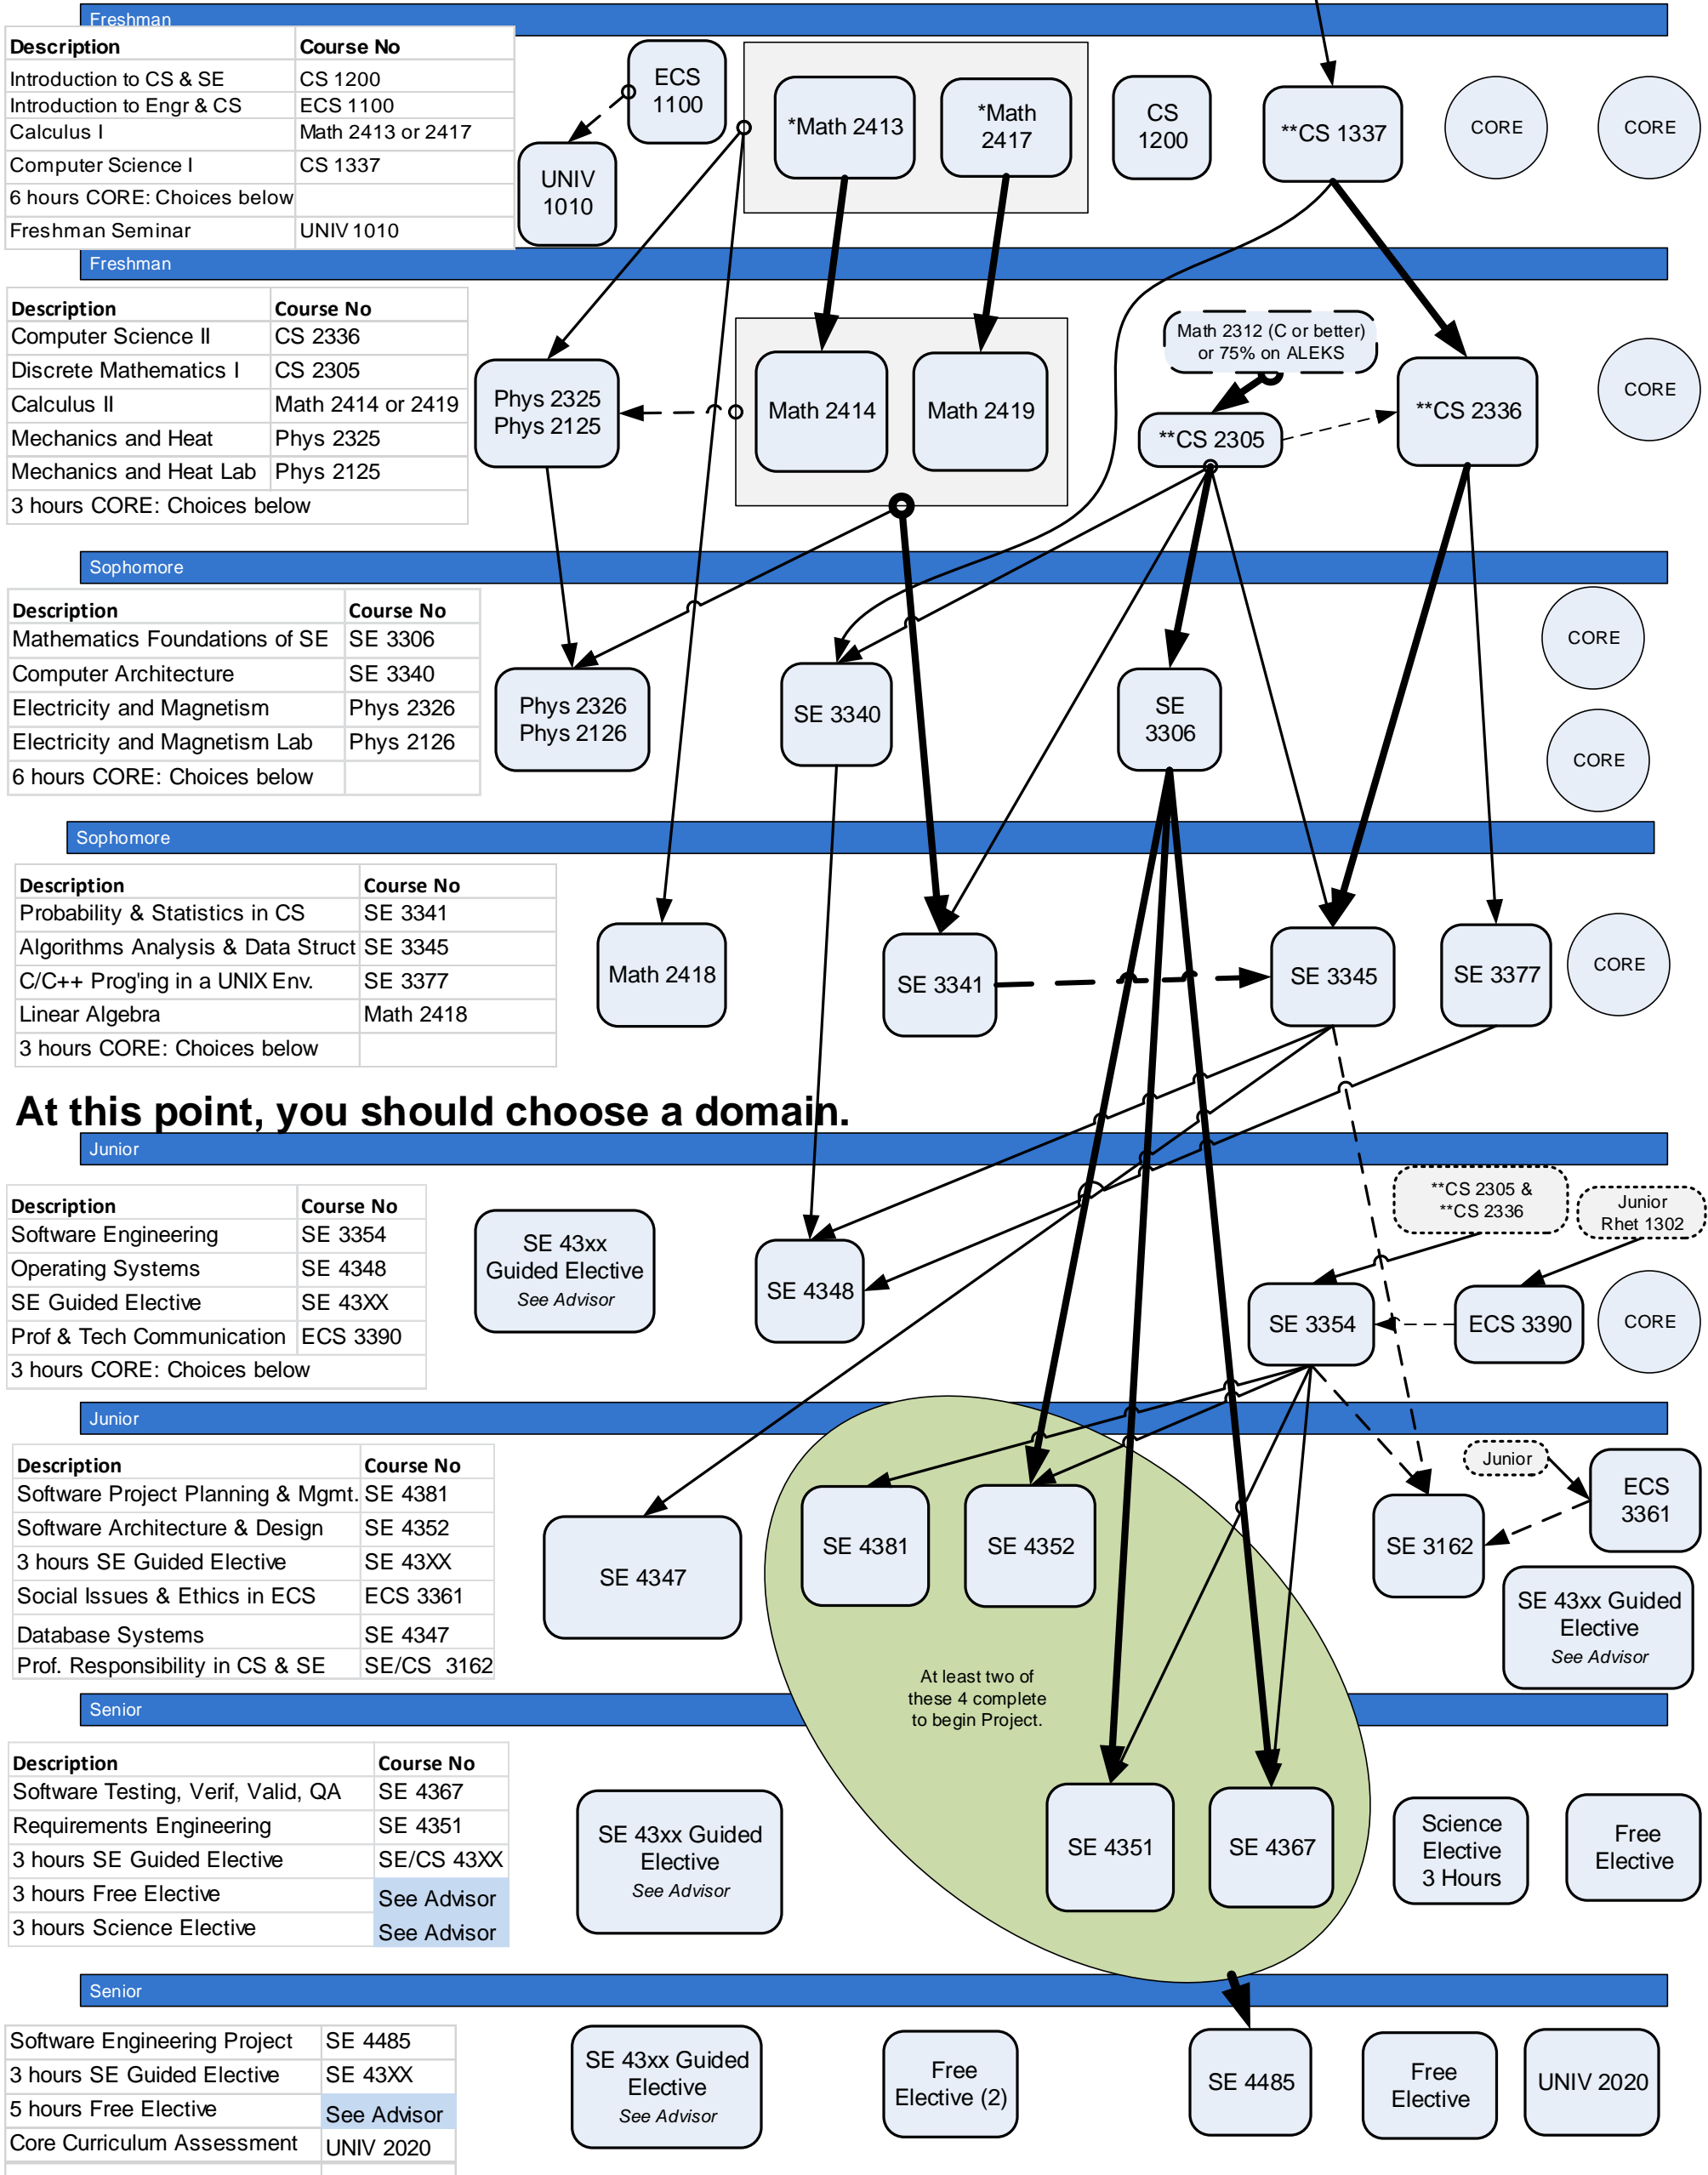 Freshman
Description Course No
Introduction to CS & SE CS 1200
Introduction to Engr & CS ECS 1100
Calculus I Math 2413 or 2417
Computer Science I CS 1337
6 hours CORE: Choices below
Freshman Seminar UNIV 1010
ECS
1100
UNIV
1010
*Math 2413
*Math
2417
CS
1200
**CS 1337
CORE
CORE
Freshman
Description Course No
Computer Science II CS 2336
Discrete Mathematics I CS 2305
Calculus II Math 2414 or 2419
Mechanics and Heat Phys 2325
Mechanics and Heat Lab Phys 2125
3 hours CORE: Choices below
Phys 2325
Phys 2125
Math 2414
Math 2419
Math 2312 (C or better)
or 75% on ALEKS
**CS 2305
**CS 2336
CORE
Sophomore
Description Course No
Mathematics Foundations of SE SE 3306
Computer Architecture SE 3340
Electricity and Magnetism Phys 2326
Electricity and Magnetism Lab Phys 2126
6 hours CORE: Choices below
Phys 2326
Phys 2126
SE 3340
SE
3306
CORE
CORE
Sophomore
Description Course No
Probability & Statistics in CS SE 3341
Algorithms Analysis & Data Struct SE 3345
C/C++ Prog'ing in a UNIX Env. SE 3377
Linear Algebra Math 2418
3 hours CORE: Choices below
Math 2418
SE 3341
SE 3345
SE 3377
CORE
At this point, you should choose a domain.
Junior
Description Course No
Software Engineering SE 3354
Operating Systems SE 4348
SE Guided Elective SE 43XX
Prof & Tech Communication ECS 3390
3 hours CORE: Choices below
SE 43xx
Guided Elective
See Advisor
SE 4348
**CS 2305 &
**CS 2336
Junior
Rhet 1302
SE 3354
ECS 3390
CORE
Junior
Description Course No
Software Project Planning & Mgmt. SE 4381
Software Architecture & Design SE 4352
3 hours SE Guided Elective SE 43XX
Social Issues & Ethics in ECS ECS 3361
Database Systems SE 4347
Prof. Responsibility in CS & SE SE/CS 3162
SE 4347
SE 4381
SE 4352
Junior
ECS
3361
SE 3162
SE 43xx Guided
Elective
See Advisor
At least two of
these 4 complete
to begin Project.
Senior
Description Course No
Software Testing, Verif, Valid, QA SE 4367
Requirements Engineering SE 4351
3 hours SE Guided Elective SE/CS 43XX
3 hours Free Elective See Advisor
3 hours Science Elective See Advisor
SE 43xx Guided
Elective
See Advisor
SE 4351
SE 4367
Science
Elective
3 Hours
Free
Elective
Senior
Software Engineering Project SE 4485
3 hours SE Guided Elective SE 43XX
5 hours Free Elective See Advisor
Core Curriculum Assessment UNIV 2020
SE 43xx Guided
Elective
See Advisor
Free
Elective (2)
SE 4485
Free
Elective
UNIV 2020